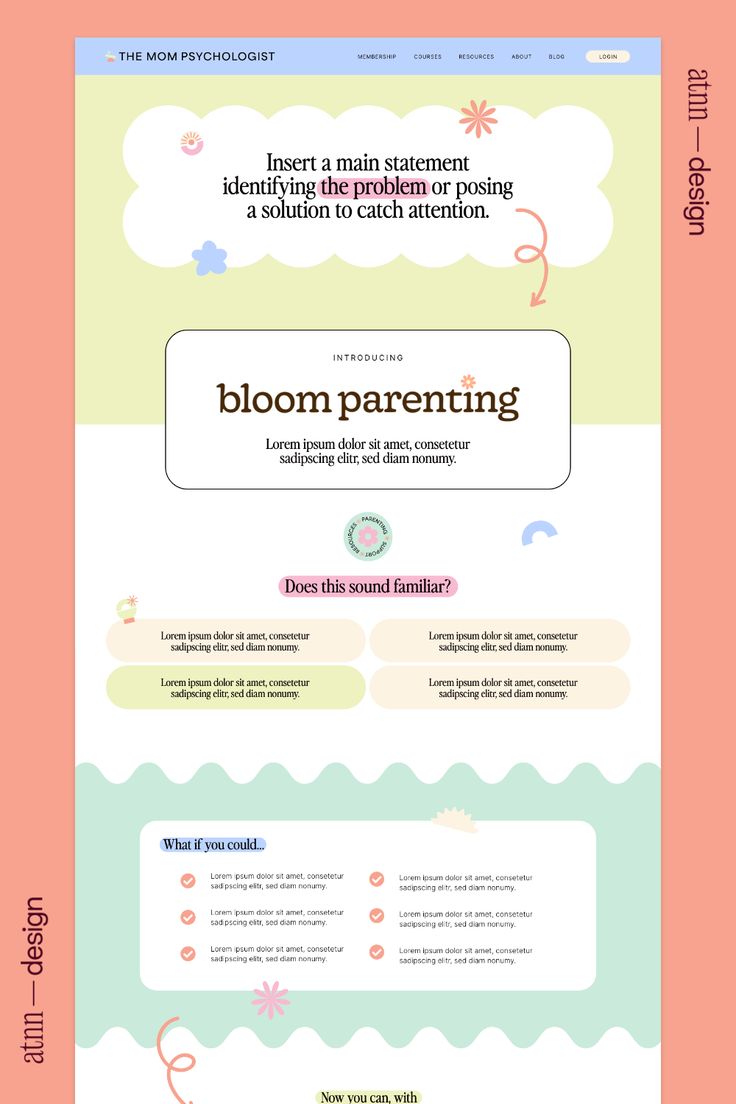 THE MOM PSYCHOLOGIST
MEMBERSHIP
COURSES
RESOURCES
ABOUT
BLOG
LOGIN
atnn — design
Insert a main statement
identifying the problem or posing
a solution to catch attention.
INTRODUCING
bloom parenting
Lorem ipsum dolor sit amet, consetetur
sadipscing elitr, sed diam nonumy.
PARENTING
SUPPORT
RESOURCES
Does this sound familiar?
Lorem ipsum dolor sit amet, consetetur
sadipscing elitr, sed diam nonumy.
Lorem ipsum dolor sit amet, consetetur
sadipscing elitr, sed diam nonumy.
Lorem ipsum dolor sit amet, consetetur
sadipscing elitr, sed diam nonumy.
Lorem ipsum dolor sit amet, consetetur
sadipscing elitr, sed diam nonumy.
What if you could...
Lorem ipsum dolor sit amet, consetetur
sadipscing elitr, sed diam nonumy.
Lorem ipsum dolor sit amet, consetetur
sadipscing elitr, sed diam nonumy.
Lorem ipsum dolor sit amet, consetetur
sadipscing elitr, sed diam nonumy.
Lorem ipsum dolor sit amet, consetetur
sadipscing elitr, sed diam nonumy.
Lorem ipsum dolor sit amet, consetetur
sadipscing elitr, sed diam nonumy.
Lorem ipsum dolor sit amet, consetetur
sadipscing elitr, sed diam nonumy.
atnn — design
Now you can, with